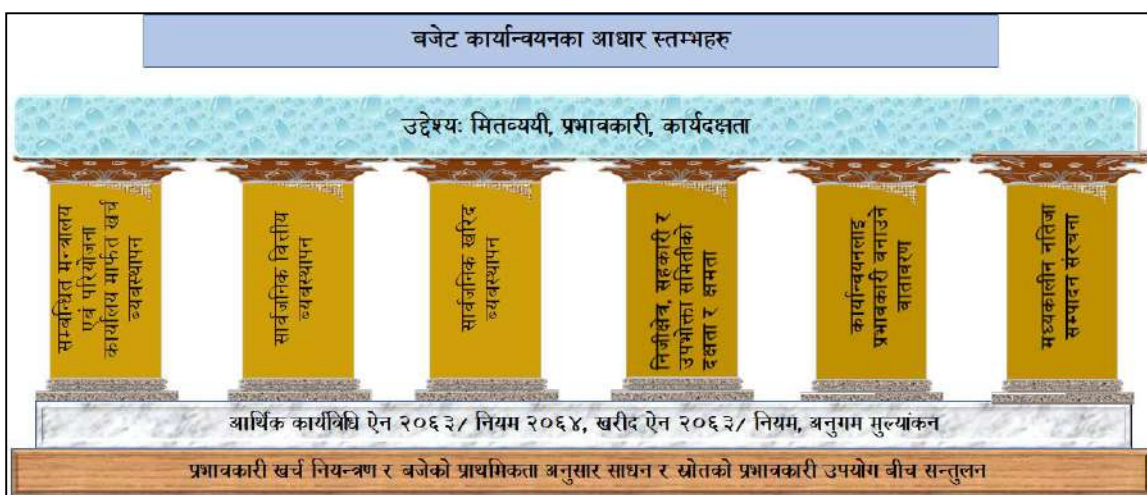 बजेट कार्यान्वयनका आधार स्तम्भहरु
उद्देश्यः मितव्ययी, प्रभावकारी, कार्यदक्षता
सम्बन्धित मन्त्रालय
एवं परियोजना
कार्यालय मार्फत खर्च
व्यवस्थापन
सार्वजनिक वित्तीय
व्यवस्थापन
सार्वजनिक खरिद
व्यवस्थापन
निजीक्षेत्र, सहकारी र
उपभोक्ता समितीको
दक्षता र क्षमता
कार्यान्वयनलाइ
प्रभावकारी बनाउने
वातावरण
मध्यकालीन नतिजा
सम्पादन संरचना
आर्थिक कार्यविधि ऐन २०६३/ नियम २०६४, खरीद ऐन २०६३/ नियम, अनुगम मुल्यांकन
प्रभावकारी खर्च नियन्त्रण र बजेको प्राथमिकता अनुसार साधन र स्रोतको प्रभावकारी उपयोग बीच सन्तुलन